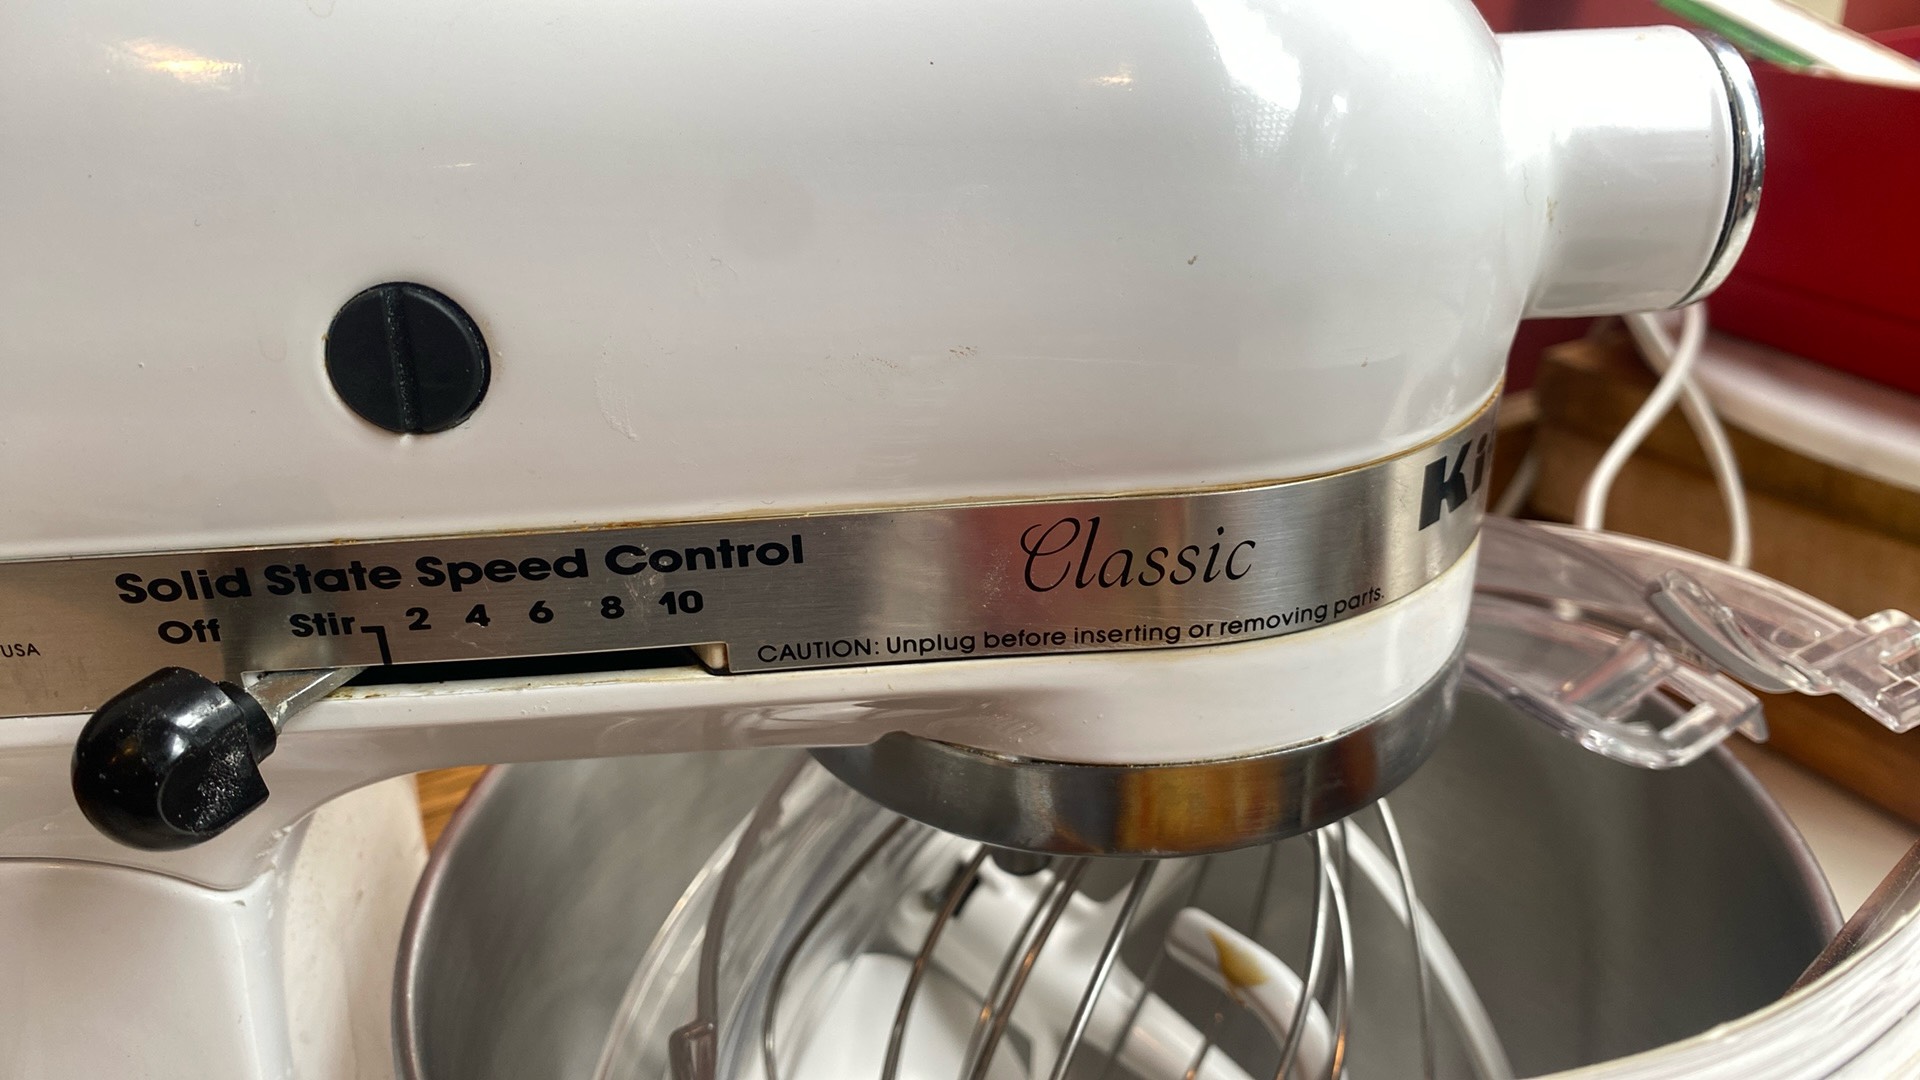 Solid State Speed Control
Off Stir 2 4 6 8 10
USA
Classic
CAUTION: Unplug before inserting or removing parts.
Ki